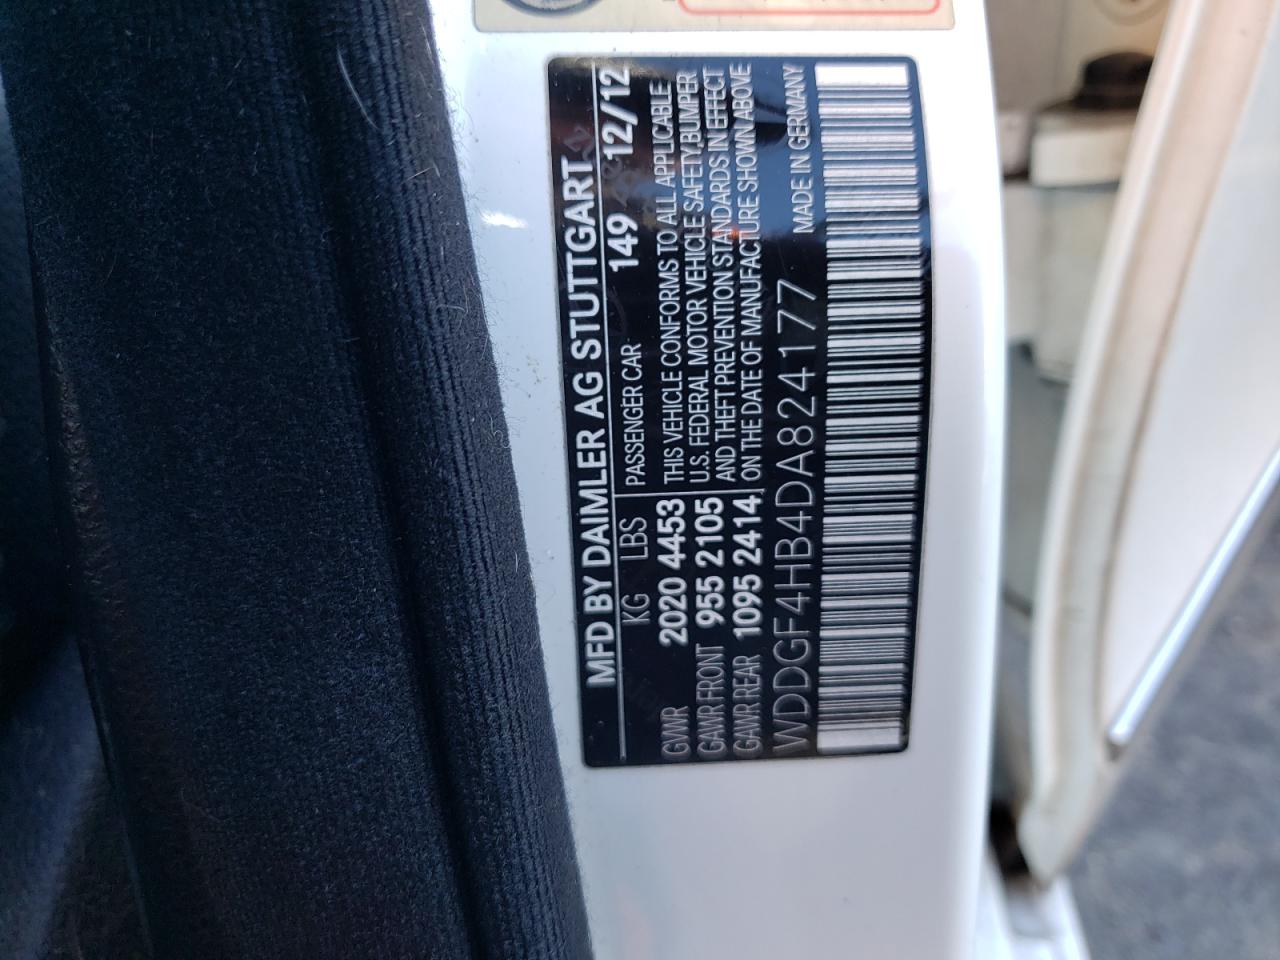 MFD BY DAIMLER AG STUTTGART
KG LBS PASSENGER CAR 149 12/12
GVWR 2020 4453 THIS VEHICLE CONFORMS TO ALL APPLICABLE
GAWR FRONT 955 2105 U.S. FEDERAL MOTOR VEHICLE SAFETY,BUMPER
AND THEFT PREVENTION STANDARDS IN EFFECT
GAWR REAR 1095 2414 ON THE DATE OF MANUFACTURE SHOWN ABOVE
WDDGF4HB4DA824177 MADE IN GERMANY